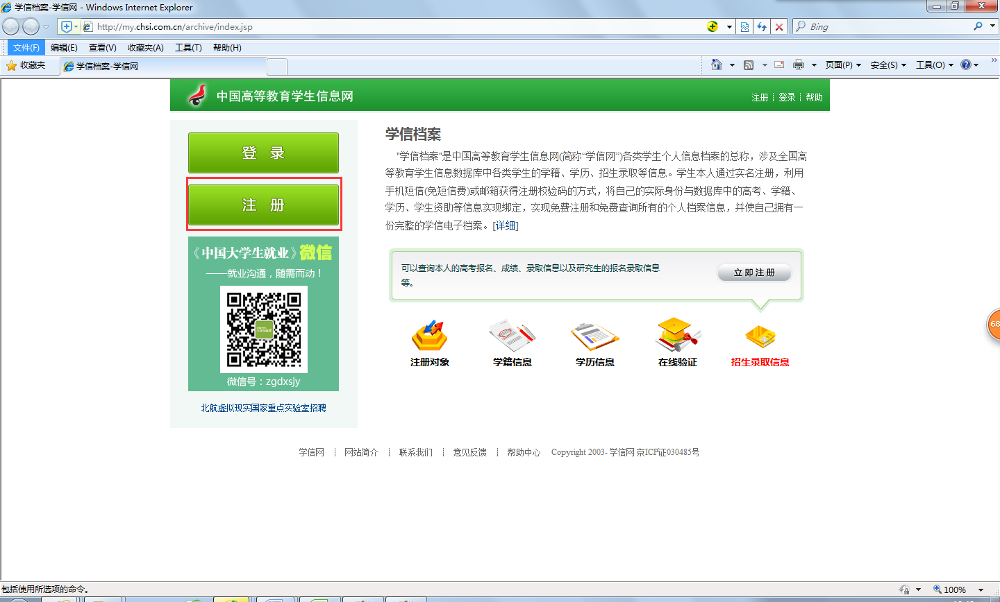 学信档案-学信网 - Windows Internet Explorer
http://my.chsi.com.cn/archive/index.jsp
Bing
文件(F) 编辑(E) 查看(V) 收藏夹(A) 工具(T) 帮助(H)
收藏夹 学信档案-学信网 页面(P) 安全(S) 工具(O)
中国高等教育学生信息网
注册 登录 帮助
登 录
注 册
《中国大学生就业》微信
——就业沟通，随需而动！
微信号：zgdxsjy
北航虚拟现实国家重点实验室招聘
学信档案
"学信档案"是中国高等教育学生信息网(简称“学信网”)各类学生个人信息档案的总称，涉及全国高
等教育学生信息数据库中各类学生的学籍、学历、招生录取等信息。学生本人通过实名注册，利用
手机短信(免短信费)或邮箱获得注册校验码的方式，将自己的实际身份与数据库中的高考、学籍、
学历、学生资助等信息实现绑定，实现免费注册和免费查询所有的个人档案信息，并使自己拥有一
份完整的学信电子档案。[详细]
可以查询本人的高考报名、成绩、录取信息以及研究生的报名录取信息
等。
立即注册
注册对象 学籍信息 学历信息 在线验证 招生录取信息
68
学信网 网站简介 联系我们 意见反馈 帮助中心 Copyright 2003- 学信网 京ICP证030485号
包括使用所选项的命令。
100%